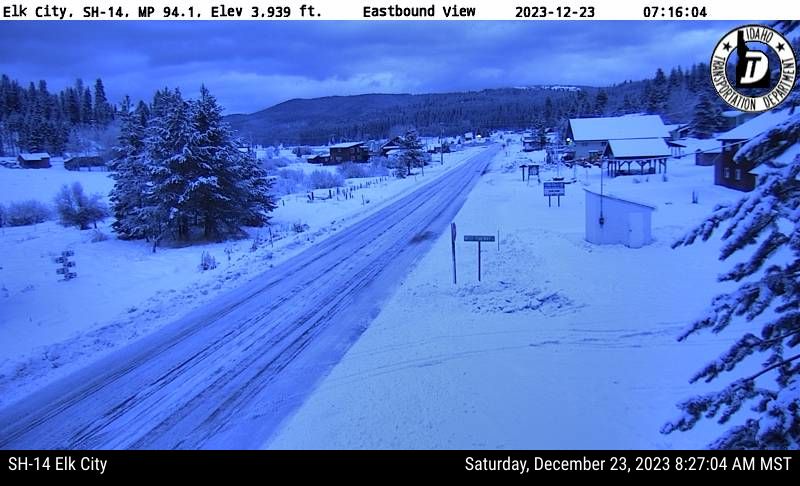 Elk City, SH-14, MP 94.1, Elev 3,939 ft. Eastbound View 2023-12-23 07:16:04
IDAHO
TRANSPORTATION DEPARTMENT
SH-14 Elk City
Saturday, December 23, 2023 8:27:04 AM MST